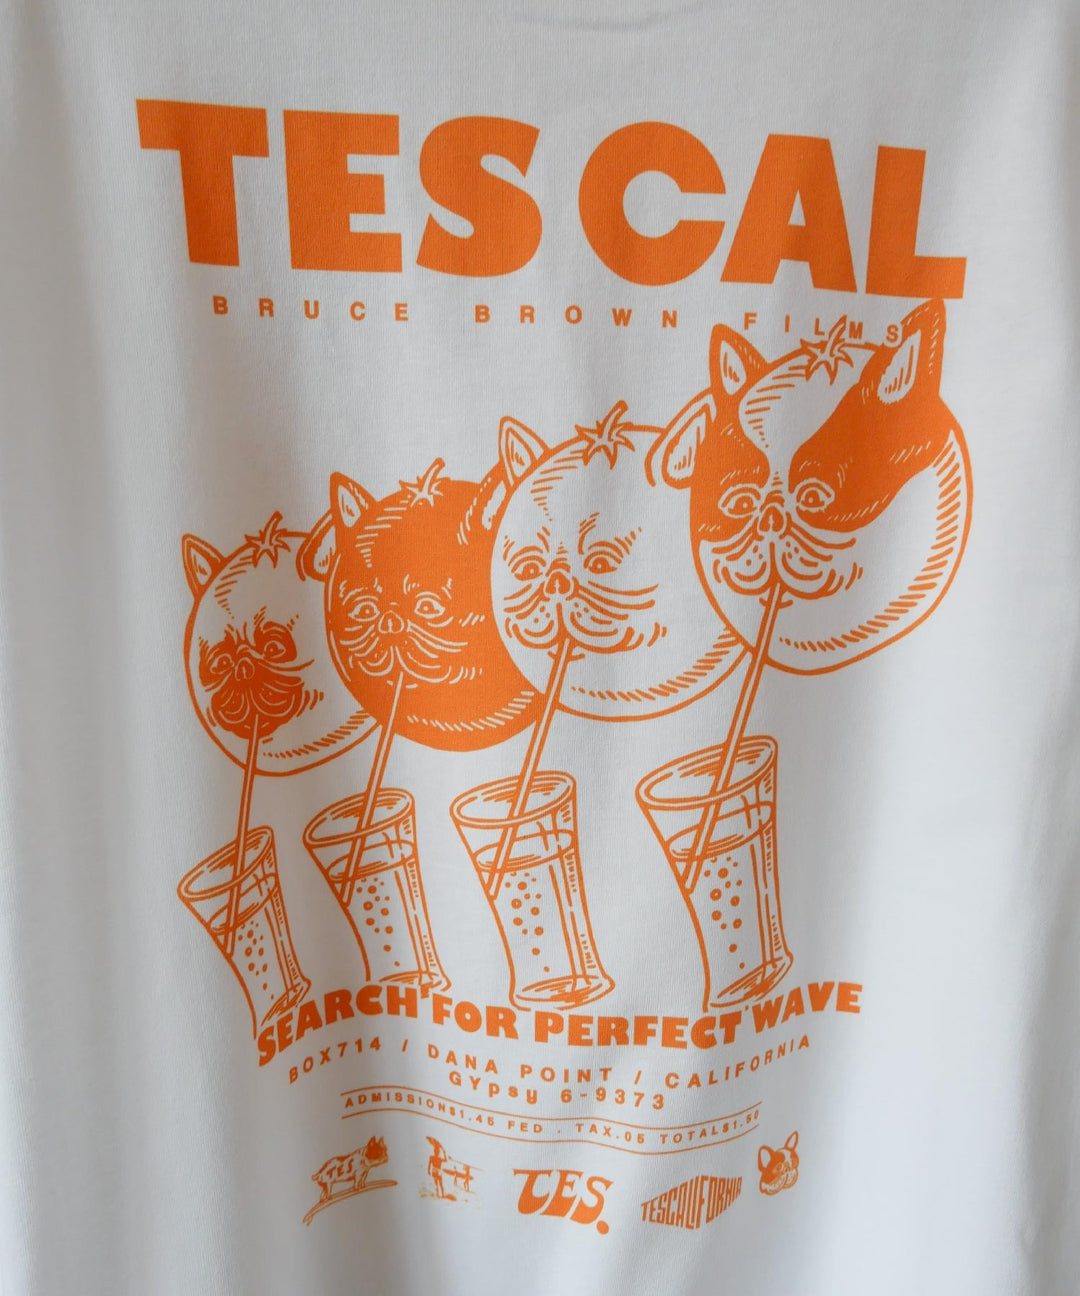 TES CAL
BRUCE BROWN FILMS
SEARCH FOR PERFECT WAVE
BOX714 / DANA POINT / CALIFORNIA
GYPsy 6-9373
ADMISSION$1.45 FED . TAX.05 TOTAL$1.50
TES
TES.
TESCALIFORNIA